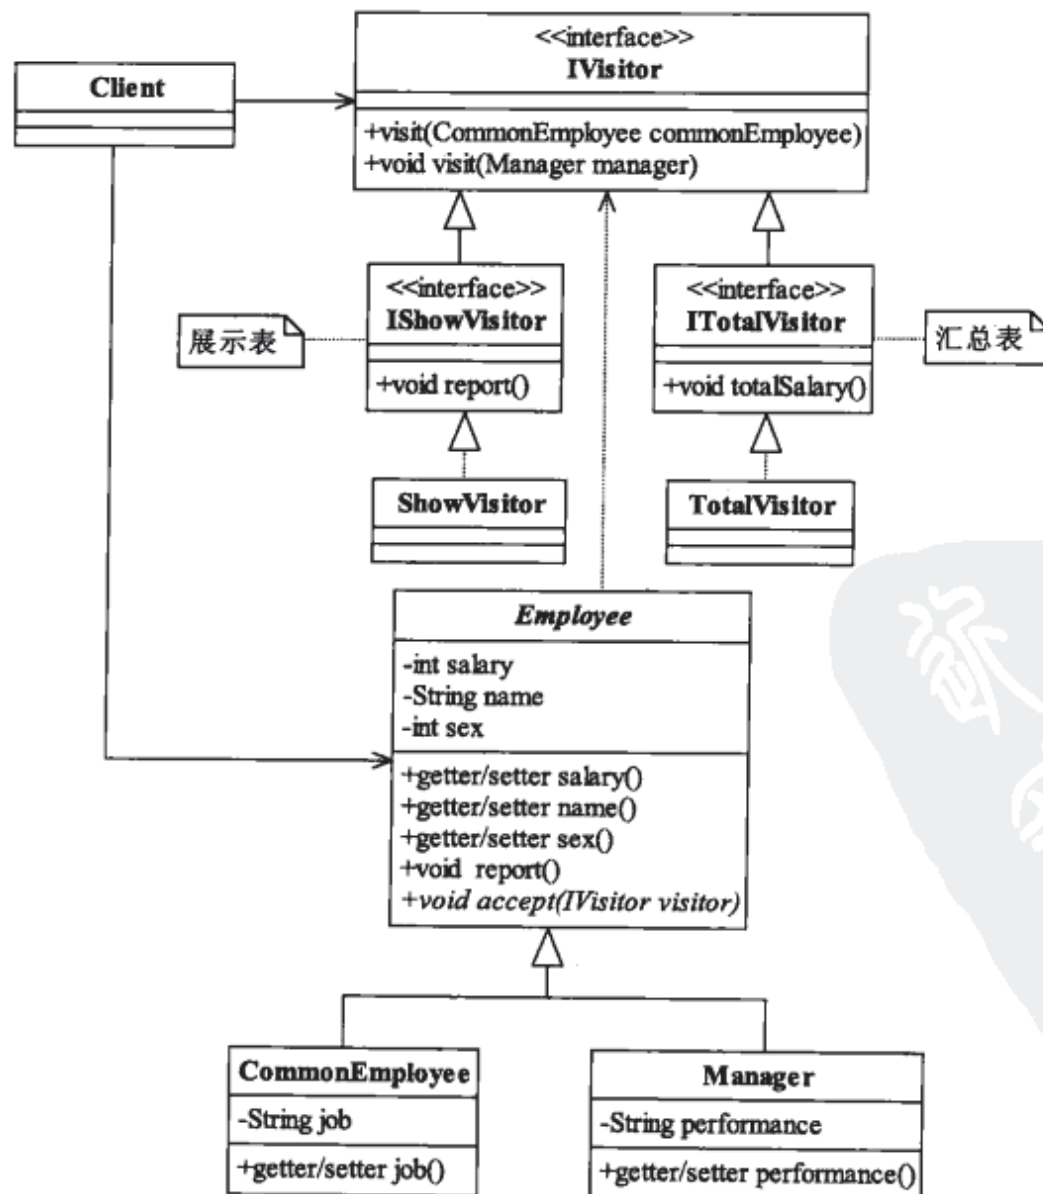 Client
<<interface>>
IVisitor
+visit(CommonEmployee commonEmployee)
+void visit(Manager manager)
展示表
<<interface>>
IShowVisitor
+void report()
<<interface>>
ITotalVisitor
+void totalSalary()
汇总表
ShowVisitor
TotalVisitor
Employee
-int salary
-String name
-int sex
+getter/setter salary()
+getter/setter name()
+getter/setter sex()
+void report()
+void accept(IVisitor visitor)
CommonEmployee
-String job
+getter/setter job()
Manager
-String performance
+getter/setter performance()